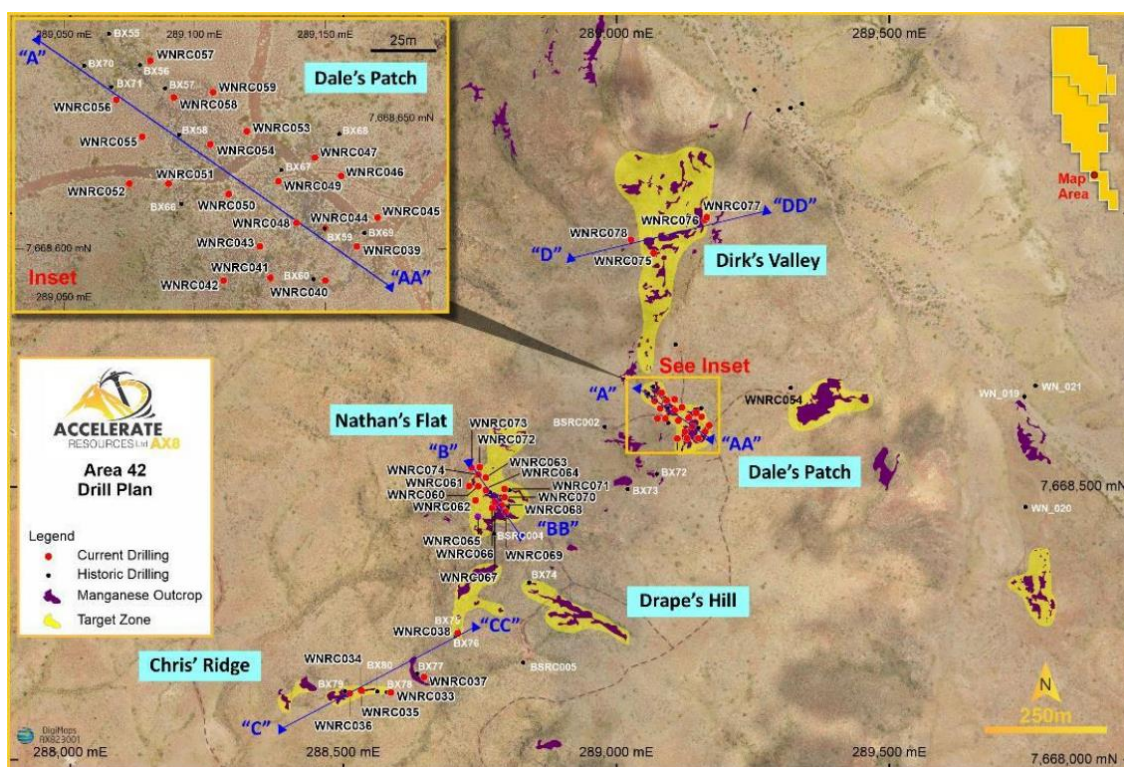 289,050 mE
289,100 mE
289,150 mE
289,000 mE
289,500 mE
"A"
BX55
WNRC057
25m
BX70
BX56
Dale's Patch
BX71
BX57
WNRC059
WNRC056
WNRC058
7,668,650 mN
WNRC055
BX58
WNRC053
BX68
WNRC054
WNRC047
WNRC051
BX67
WNRC046
WNRC052
WNRC049
BX66
WNRC050
WNRC044
WNRC045
WNRC048
BX59
BX69
7,668,600 mN
WNRC043
WNRC039
WNRC041
BX60
"AA"
Inset
WNRC042
WNRC040
289,050 mE
Map
Area
WNRC077
WNRC076
"DD"
WNRC078
"D"
WNRC075
Dirk's Valley
See Inset
"A"
WNRC054
WN_019
WN_021
BSRC002
"AA"
Dale's Patch
BX72
BX73
7,668,500 mN
WN_020
ACCELERATE
RESOURCES Ltd AX8
Area 42
Drill Plan
Legend
Current Drilling
Historic Drilling
Manganese Outcrop
Target Zone
Nathan's Flat
WNRC073
WNRC072
"B"
WNRC063
WNRC074
WNRC064
WNRC061
WNRC071
WNRC060
WNRC070
WNRC062
WNRC068
"BB"
WNRC065
BSRC004
WNRC066
WNRC069
WNRC067
BX74
Drape's Hill
BX75
"CC"
WNRC038
BX76
Chris' Ridge
WNRC034
BX80
BX77
BSRC005
BX79
BX78
WNRC037
WNRC033
WNRC035
"C"
WNRC036
N
250m
DigiMaps
AX823001
288,000 mE
288,500 mE
289,000 mE
289,500 mE
7,668,000 mN